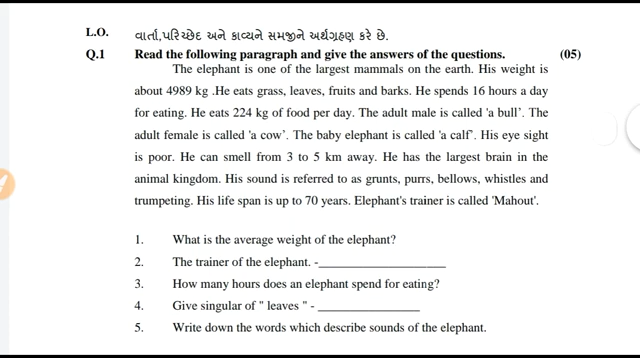 L.O. વાર્તા,પરિચ્છેદ અને કાવ્યને સમજીને અર્થગ્રહણ કરે છે.
Q.1 Read the following paragraph and give the answers of the questions. (05)
The elephant is one of the largest mammals on the earth. His weight is
about 4989 kg .He eats grass, leaves, fruits and barks. He spends 16 hours a day
for eating. He eats 224 kg of food per day. The adult male is called 'a bull'. The
adult female is called 'a cow'. The baby elephant is called 'a calf'. His eye sight
is poor. He can smell from 3 to 5 km away. He has the largest brain in the
animal kingdom. His sound is referred to as grunts, purrs, bellows, whistles and
trumpeting. His life span is up to 70 years. Elephant's trainer is called 'Mahout'.
1. What is the average weight of the elephant?
2. The trainer of the elephant. -____________________
3. How many hours does an elephant spend for eating?
4. Give singular of " leaves " - ________________
5. Write down the words which describe sounds of the elephant.